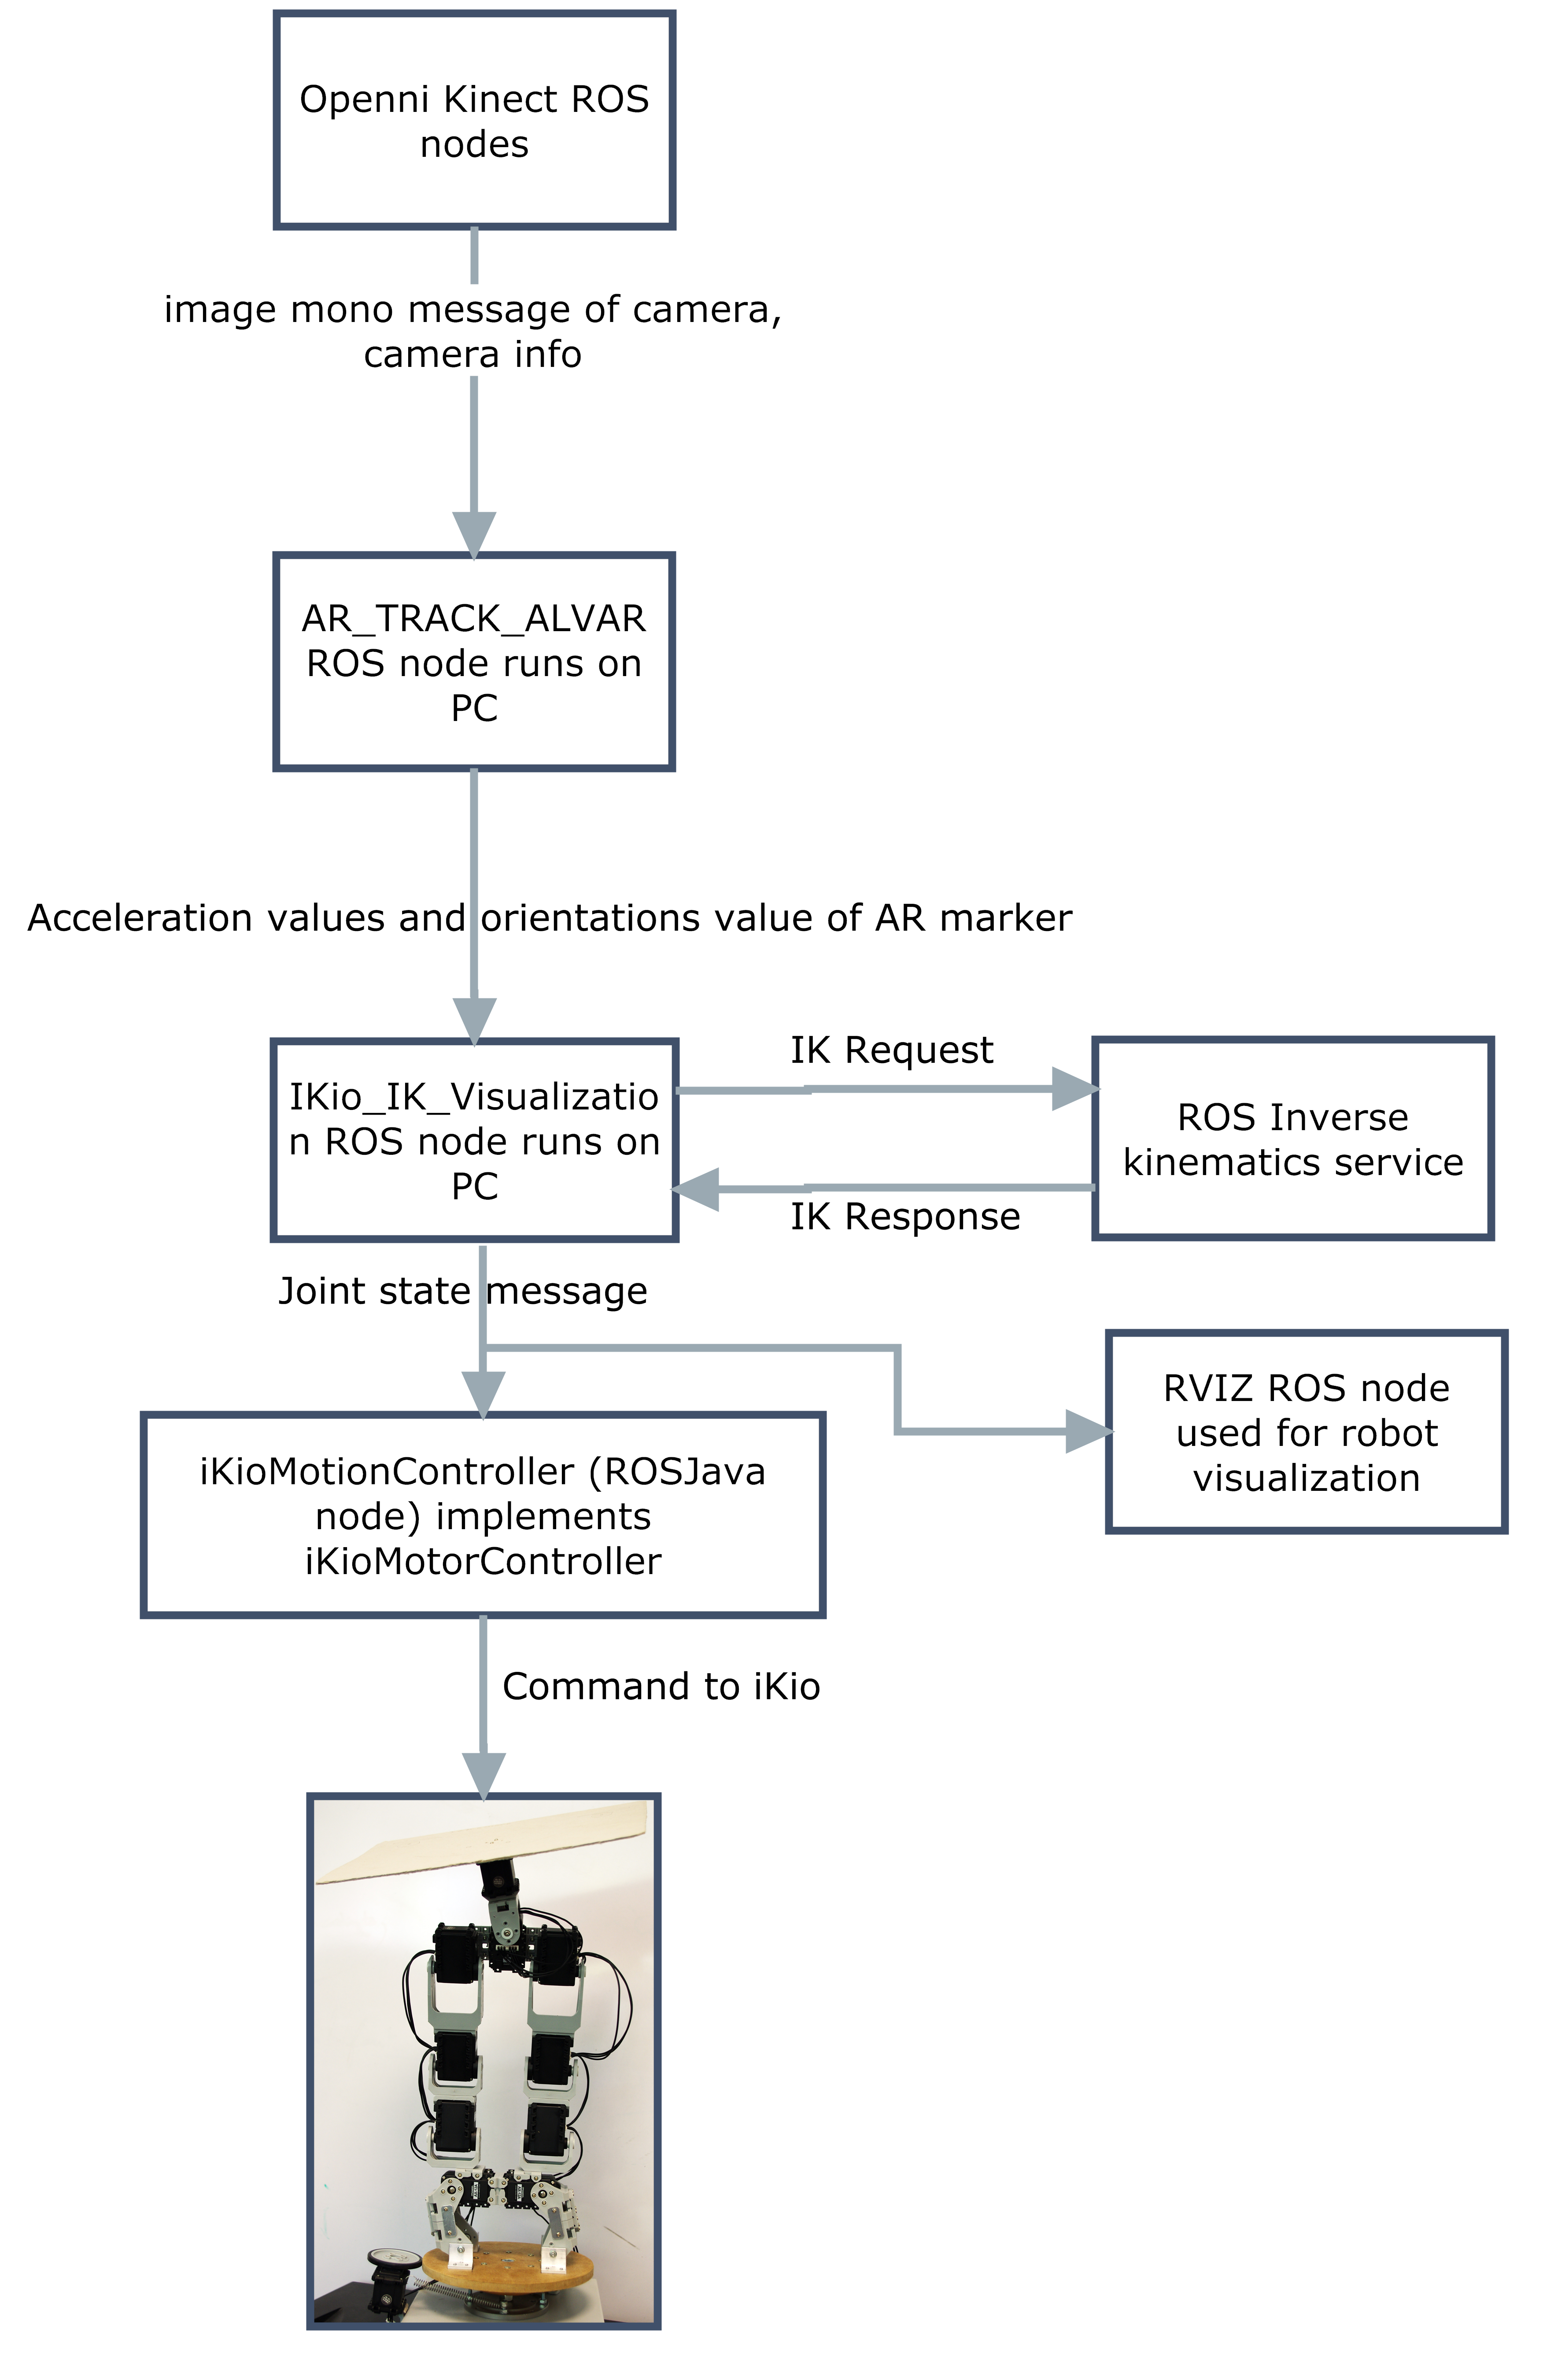 Openni Kinect ROS
nodes
image mono message of camera,
camera info
AR_TRACK_ALVAR
ROS node runs on
PC
Acceleration values and orientations value of AR marker
IK Request
IKio_IK_Visualizatio
n ROS node runs on
PC
ROS Inverse
kinematics service
IK Response
Joint state message
RVIZ ROS node
used for robot
visualization
iKioMotionController (ROSJava
node) implements
iKioMotorController
Command to iKio